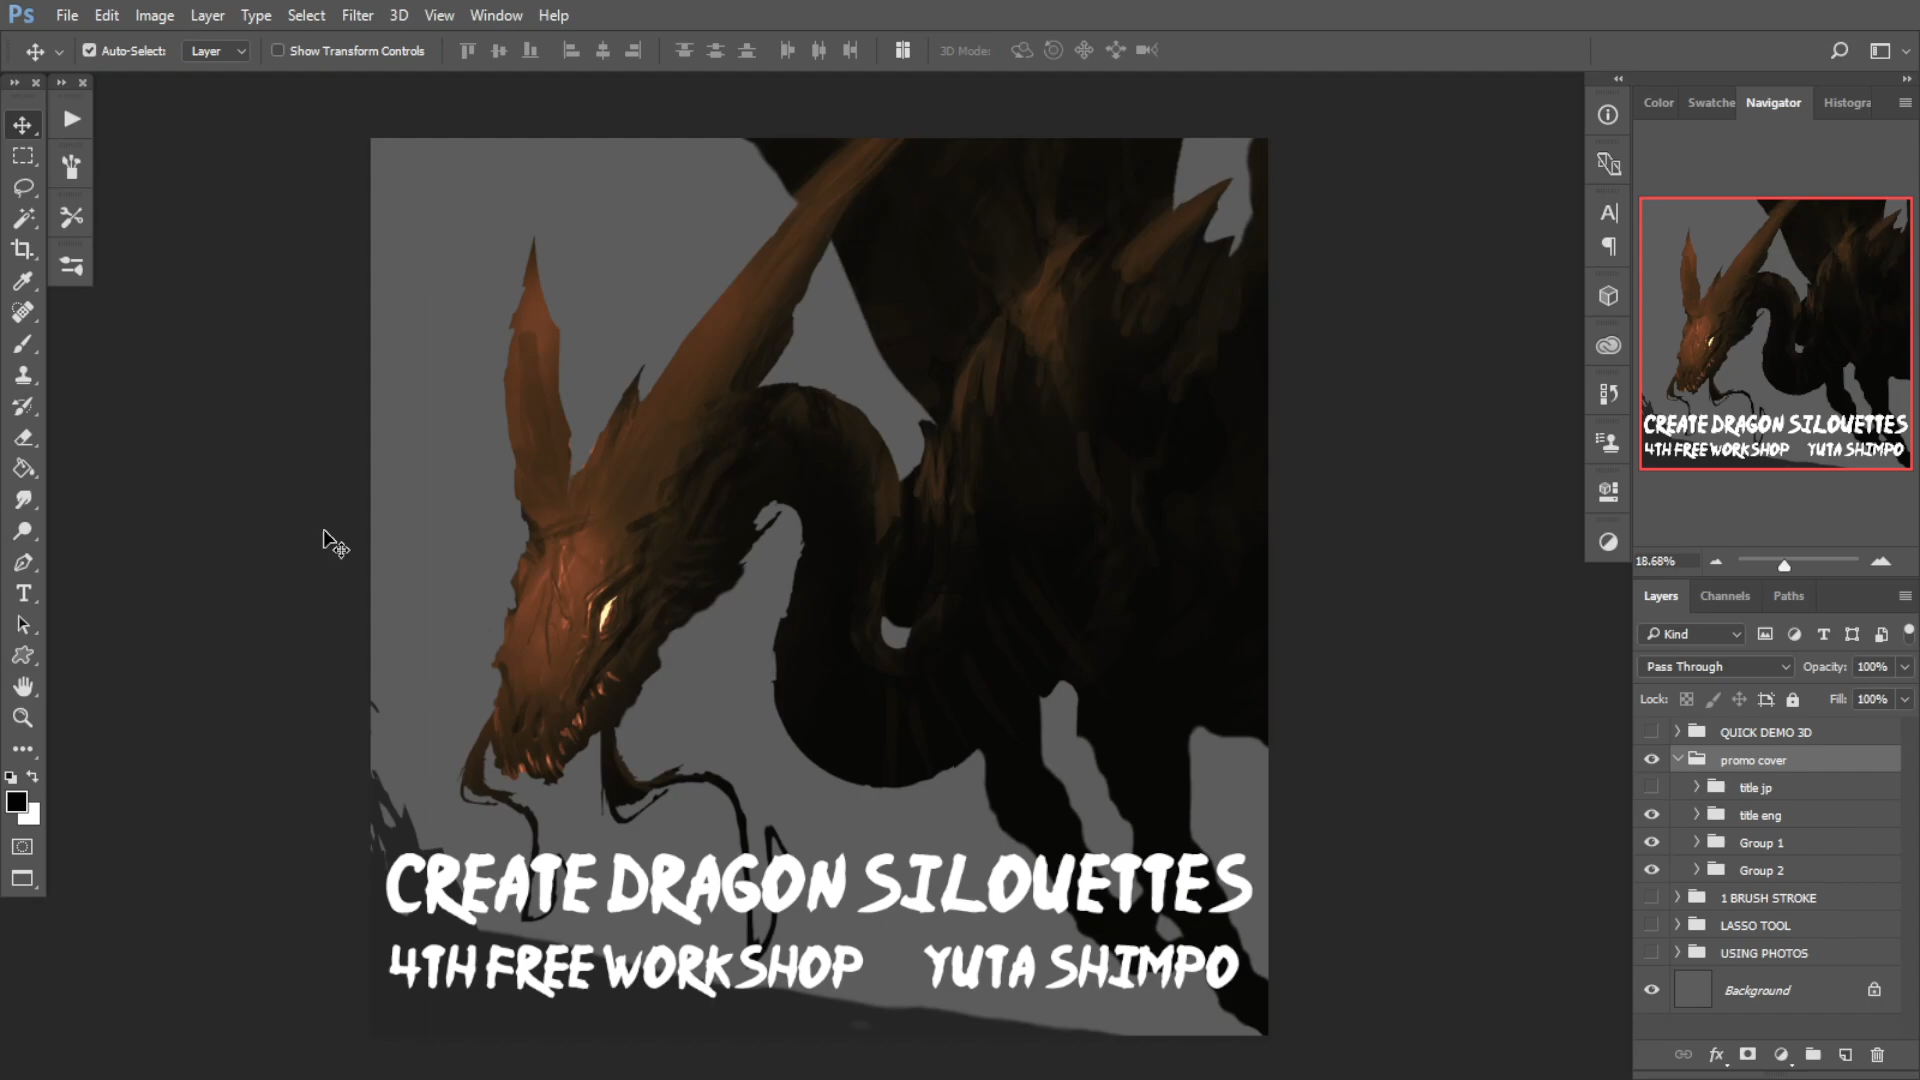 Ps File Edit Image Layer Type Select Filter 3D View Window Help
Auto-Select: Layer Show Transform Controls 3D Mode:
Color Swatche Navigator Histogra
CREATE DRAGON SILOUETTES
4TH FREE WORKSHOP YUTA SHIMPO
18.68%
Layers Channels Paths
Kind
Pass Through Opacity: 100%
Lock: Fill: 100%
QUICK DEMO 3D
promo cover
title jp
title eng
Group 1
Group 2
1 BRUSH STROKE
LASSO TOOL
USING PHOTOS
Background
fx
CREATE DRAGON SILOUETTES
4TH FREE WORKSHOP YUTA SHIMPO